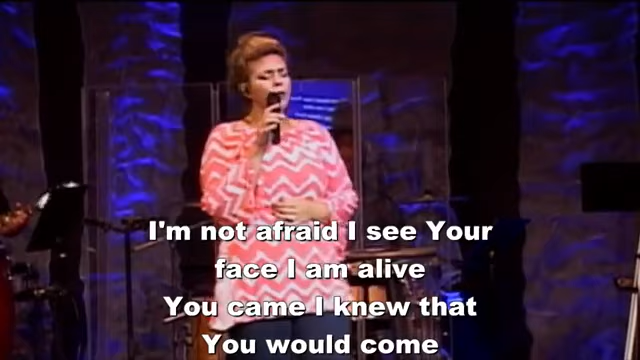 I'm not afraid I see Your
face I am alive
You came I knew that
You would come